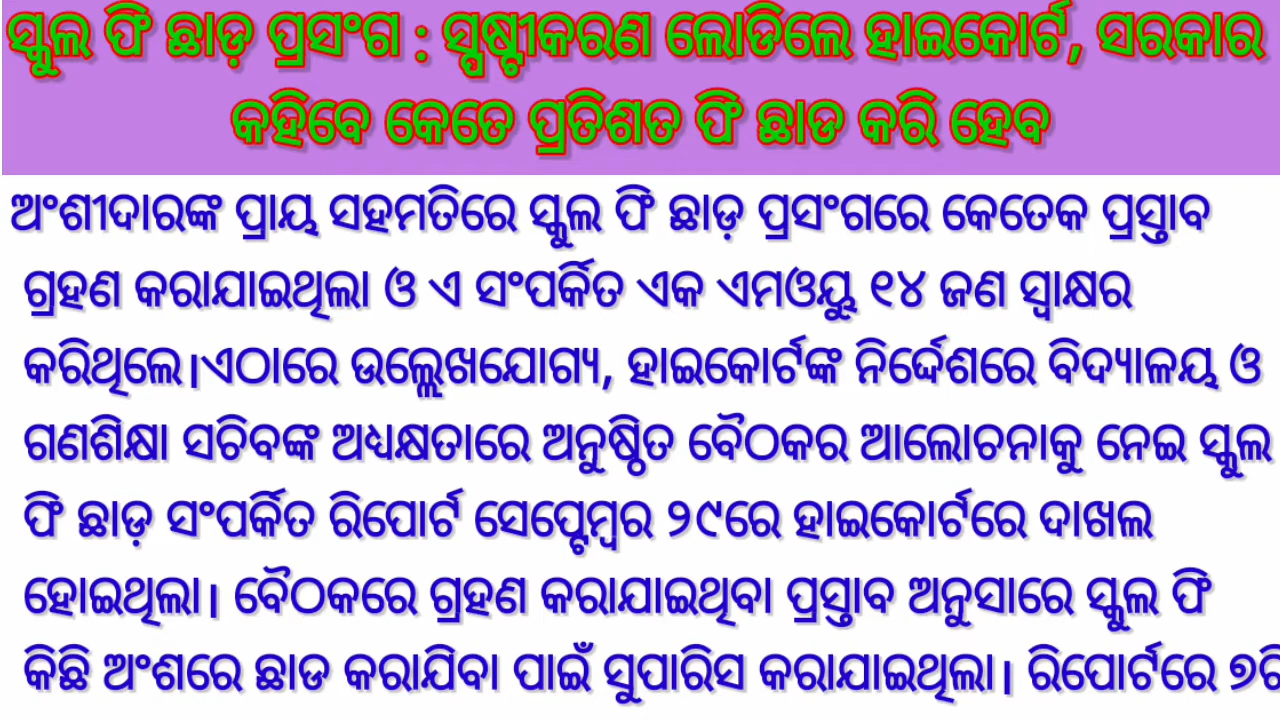 ସ୍କୁଲ ଫି ଛାଡ଼ ପ୍ରସଂଗ : ସ୍ପଷ୍ଟୀକରଣ ଲୋଡିଲେ ହାଇକୋର୍ଟ, ସରକାର
କହିବେ କେତେ ପ୍ରତିଶତ ଫି ଛାଡ କରି ହେବ
ଅଂଶୀଦାରଙ୍କ ପ୍ରାୟ ସହମତିରେ ସ୍କୁଲ ଫି ଛାଡ଼ ପ୍ରସଂଗରେ କେତେକ ପ୍ରସ୍ତାବ
ଗ୍ରହଣ କରାଯାଇଥିଲା ଓ ଏ ସଂପର୍କିତ ଏକ ଏମଓୟୁ ୧୪ ଜଣ ସ୍ୱାକ୍ଷର
କରିଥିଲେ।ଏଠାରେ ଉଲ୍ଲେଖଯୋଗ୍ୟ, ହାଇକୋର୍ଟଙ୍କ ନିର୍ଦ୍ଦେଶରେ ବିଦ୍ୟାଳୟ ଓ
ଗଣଶିକ୍ଷା ସଚିବଙ୍କ ଅଧ୍ୟକ୍ଷତାରେ ଅନୁଷ୍ଠିତ ବୈଠକର ଆଲୋଚନାକୁ ନେଇ ସ୍କୁଲ
ଫି ଛାଡ଼ ସଂପର୍କିତ ରିପୋର୍ଟ ସେପ୍ଟେମ୍ବର ୨୯ରେ ହାଇକୋର୍ଟରେ ଦାଖଲ
ହୋଇଥିଲା। ବୈଠକରେ ଗ୍ରହଣ କରାଯାଇଥିବା ପ୍ରସ୍ତାବ ଅନୁସାରେ ସ୍କୁଲ ଫି
କିଛି ଅଂଶରେ ଛାଡ କରାଯିବା ପାଇଁ ସୁପାରିସ କରାଯାଇଥିଲା। ରିପୋର୍ଟରେ